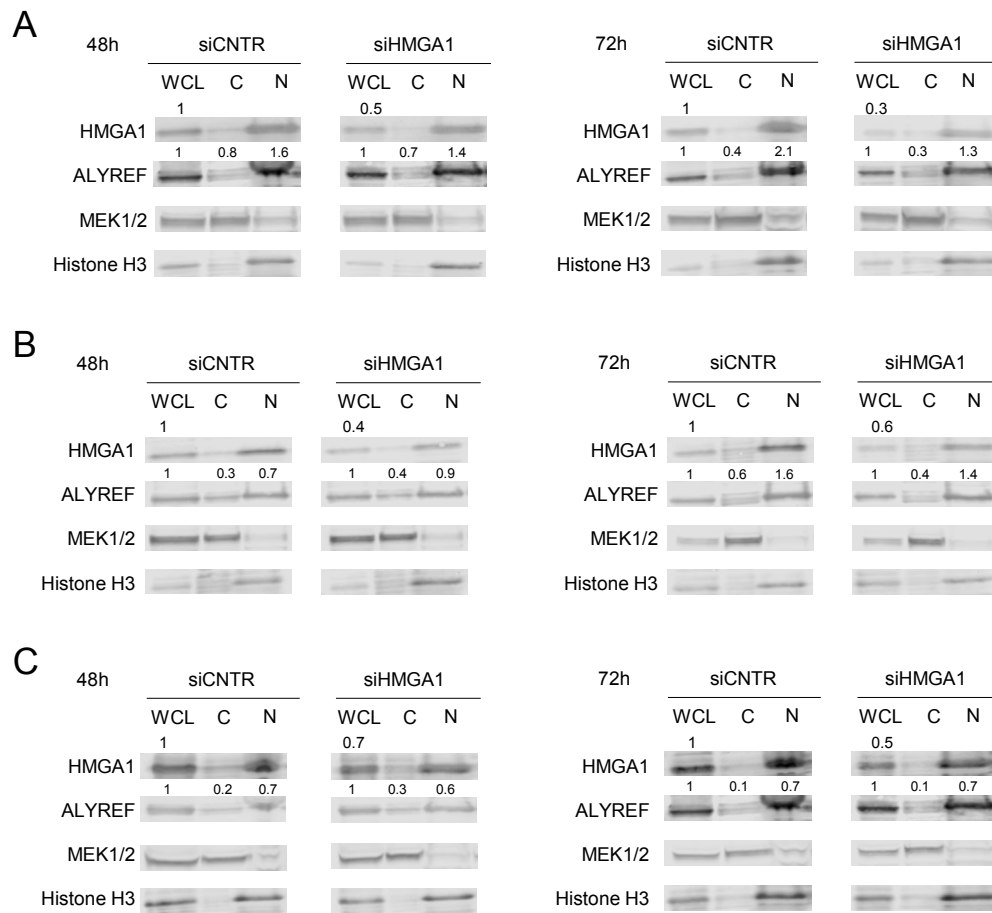 A
48h siCNTR siHMGA1 72h siCNTR siHMGA1
WCL C N WCL C N WCL C N WCL C N
1 0.5 1 0.3
HMGA1 HMGA1
1 0.8 1.6 1 0.7 1.4 1 0.4 2.1 1 0.3 1.3
ALYREF ALYREF
MEK1/2 MEK1/2
Histone H3 Histone H3
B
48h siCNTR siHMGA1 72h siCNTR siHMGA1
WCL C N WCL C N WCL C N WCL C N
1 0.4 1 0.6
HMGA1 HMGA1
1 0.3 0.7 1 0.4 0.9 1 0.6 1.6 1 0.4 1.4
ALYREF ALYREF
MEK1/2 MEK1/2
Histone H3 Histone H3
C
48h siCNTR siHMGA1 72h siCNTR siHMGA1
WCL C N WCL C N WCL C N WCL C N
1 0.7 1 0.5
HMGA1 HMGA1
1 0.2 0.7 1 0.3 0.6 1 0.1 0.7 1 0.1 0.7
ALYREF ALYREF
MEK1/2 MEK1/2
Histone H3 Histone H3